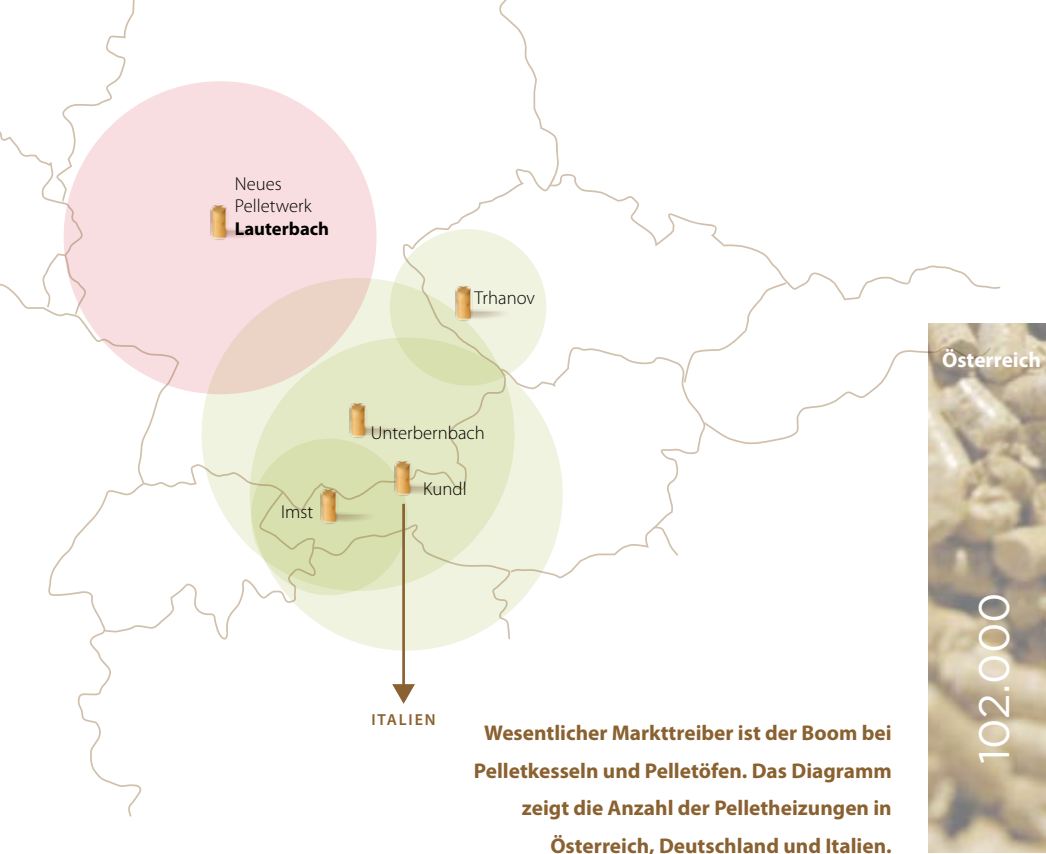 Neues
Pelletwerk
Lauterbach
Trhanov
Unterbernbach
Kundl
Imst
ITALIEN
Wesentlicher Markttreiber ist der Boom bei
Pelletkesseln und Pelletöfen. Das Diagramm
zeigt die Anzahl der Pelletheizungen in
Österreich, Deutschland und Italien.
Österreich
102.000